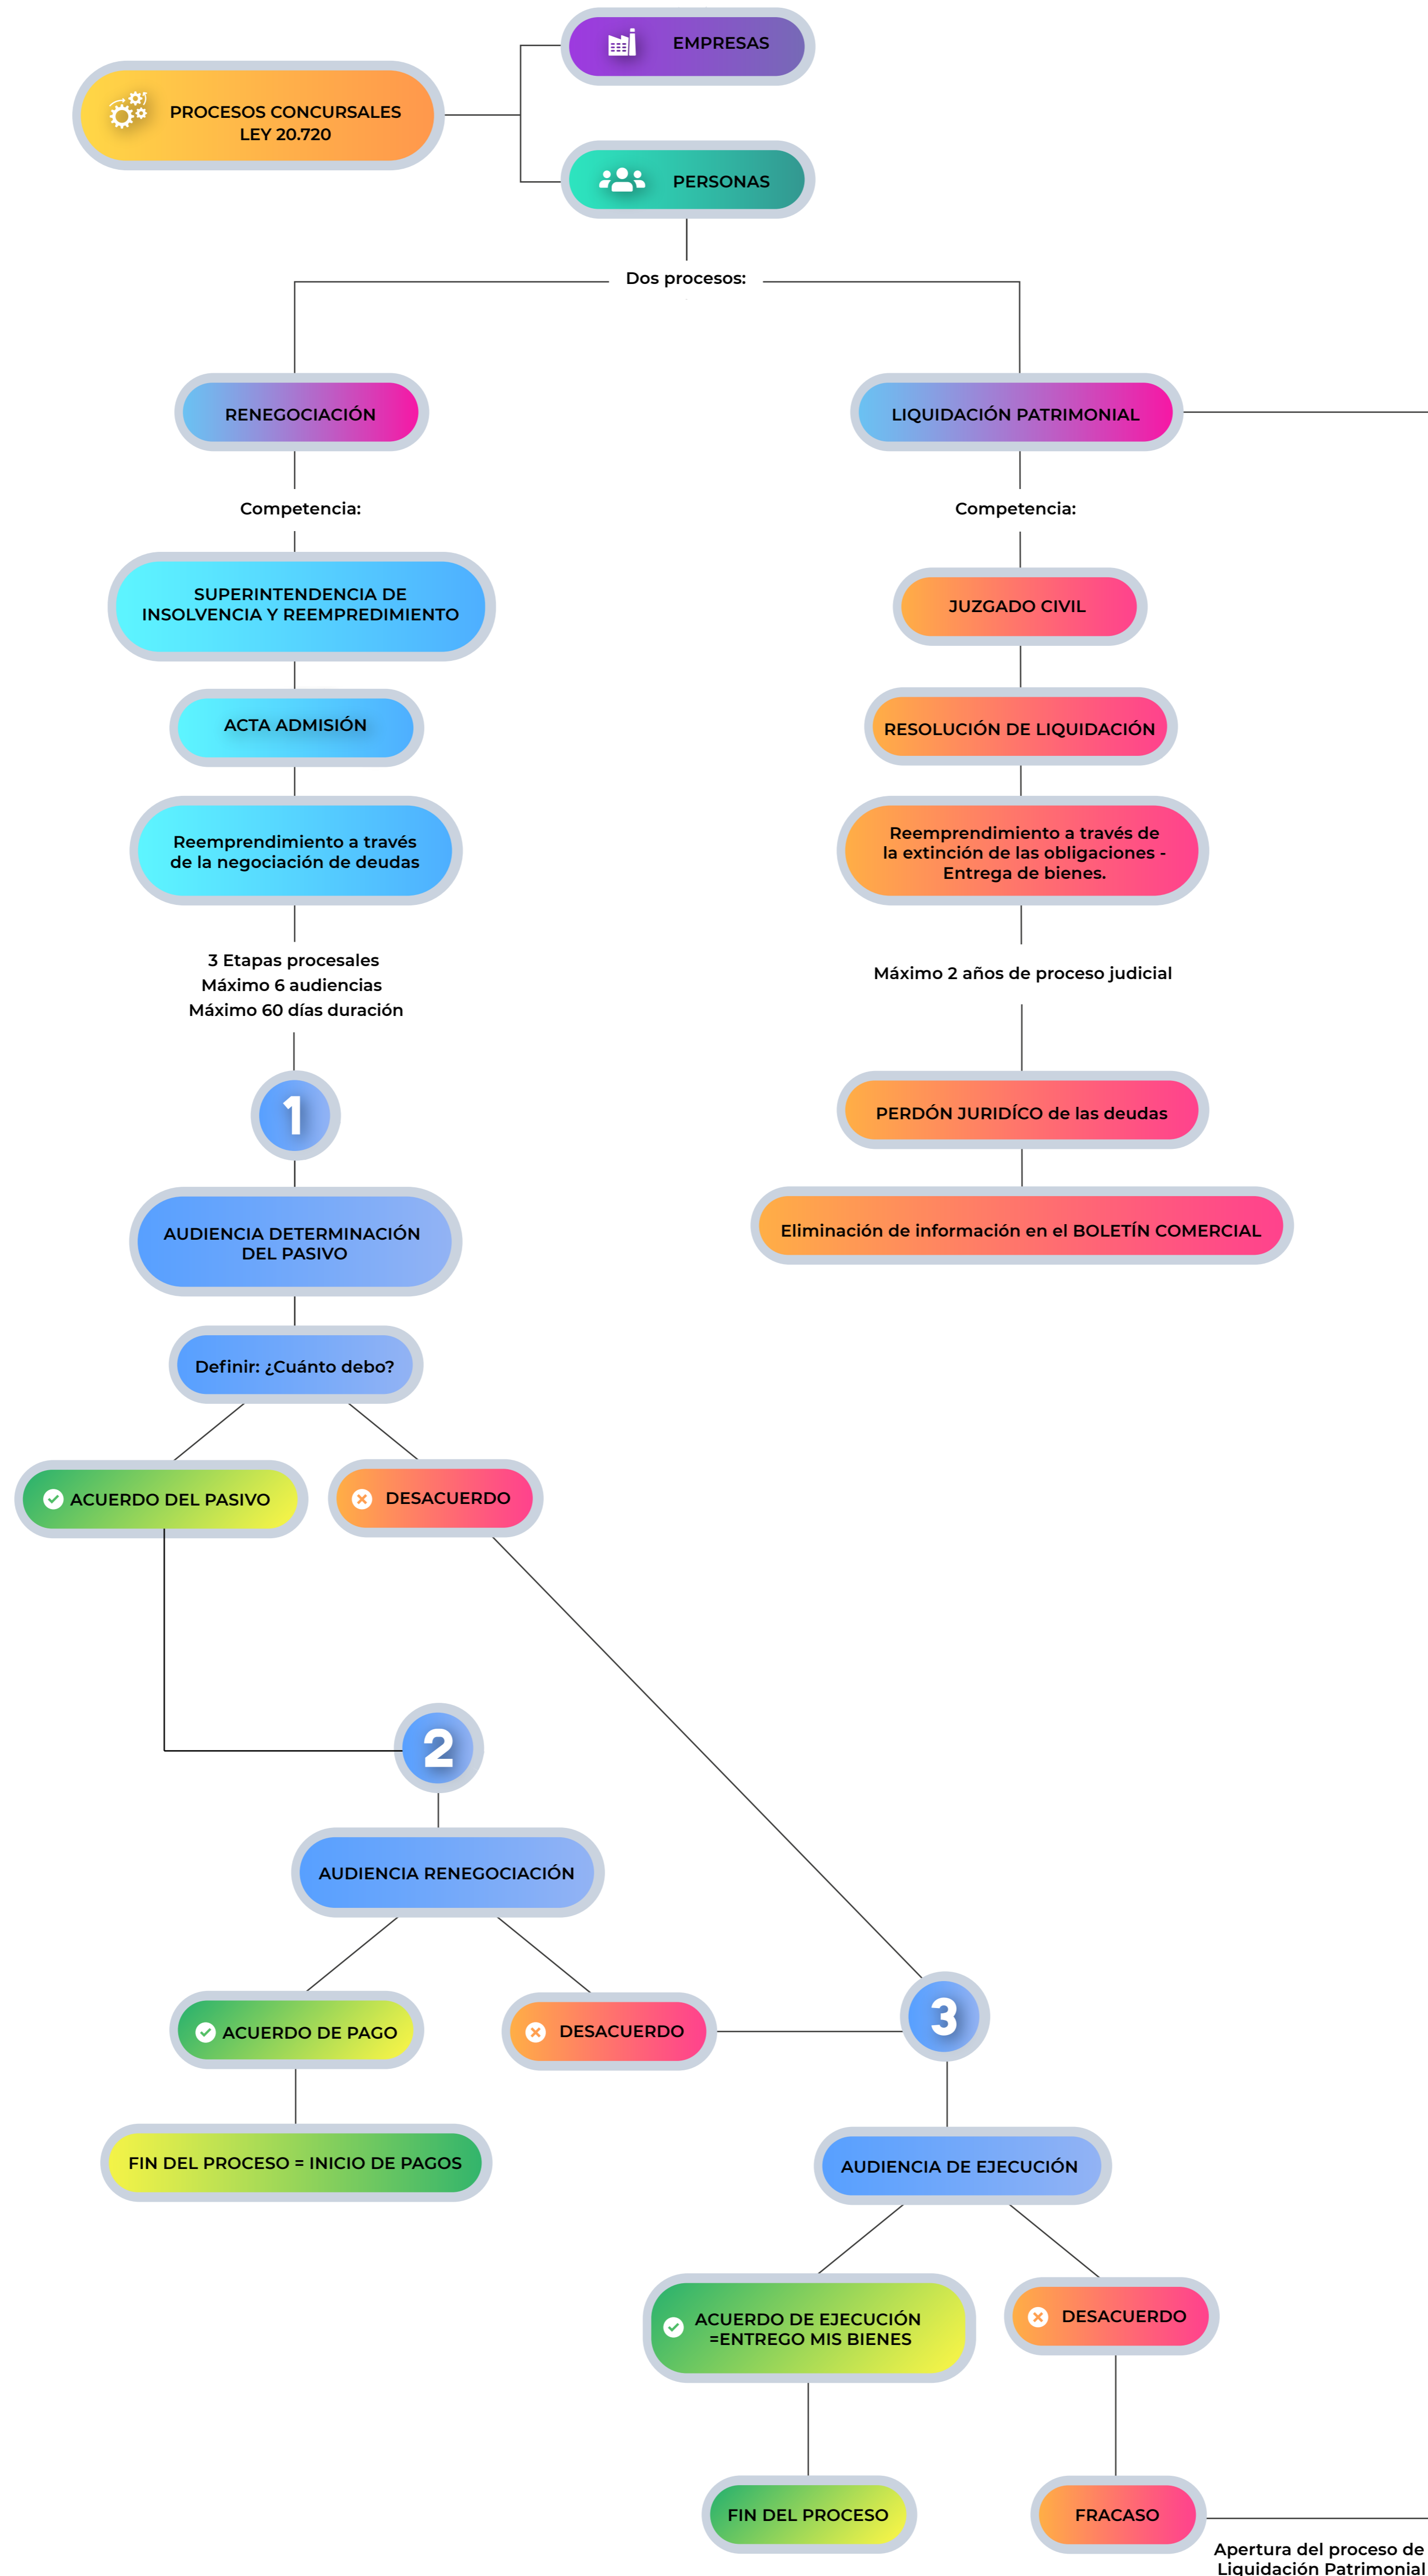 EMPRESAS
PROCESOS CONCURSALES
LEY 20.720
PERSONAS
Dos procesos:
RENEGOCIACIÓN
LIQUIDACIÓN PATRIMONIAL
Competencia:
Competencia:
SUPERINTENDENCIA DE
INSOLVENCIA Y REEMPREDIMIENTO
JUZGADO CIVIL
ACTA ADMISIÓN
RESOLUCIÓN DE LIQUIDACIÓN
Reemprendimiento a través
de la negociación de deudas
Reemprendimiento a través de
la extinción de las obligaciones -
Entrega de bienes.
3 Etapas procesales
Máximo 6 audiencias
Máximo 60 días duración
Máximo 2 años de proceso judicial
1
PERDÓN JURIDÍCO de las deudas
AUDIENCIA DETERMINACIÓN
DEL PASIVO
Eliminación de información en el BOLETÍN COMERCIAL
Definir: ¿Cuánto debo?
ACUERDO DEL PASIVO
DESACUERDO
2
AUDIENCIA RENEGOCIACIÓN
ACUERDO DE PAGO
DESACUERDO
3
FIN DEL PROCESO = INICIO DE PAGOS
AUDIENCIA DE EJECUCIÓN
ACUERDO DE EJECUCIÓN
=ENTREGO MIS BIENES
DESACUERDO
FIN DEL PROCESO
FRACASO
Apertura del proceso de
Liquidación Patrimonial